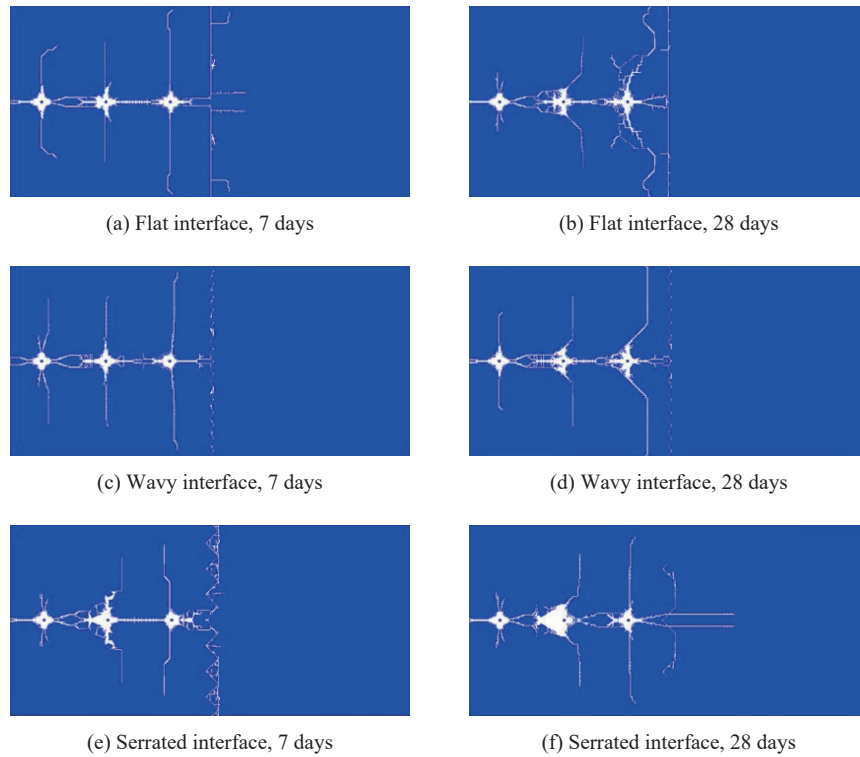 (a) Flat interface, 7 days
(b) Flat interface, 28 days
(c) Wavy interface, 7 days
(d) Wavy interface, 28 days
(e) Serrated interface, 7 days
(f) Serrated interface, 28 days